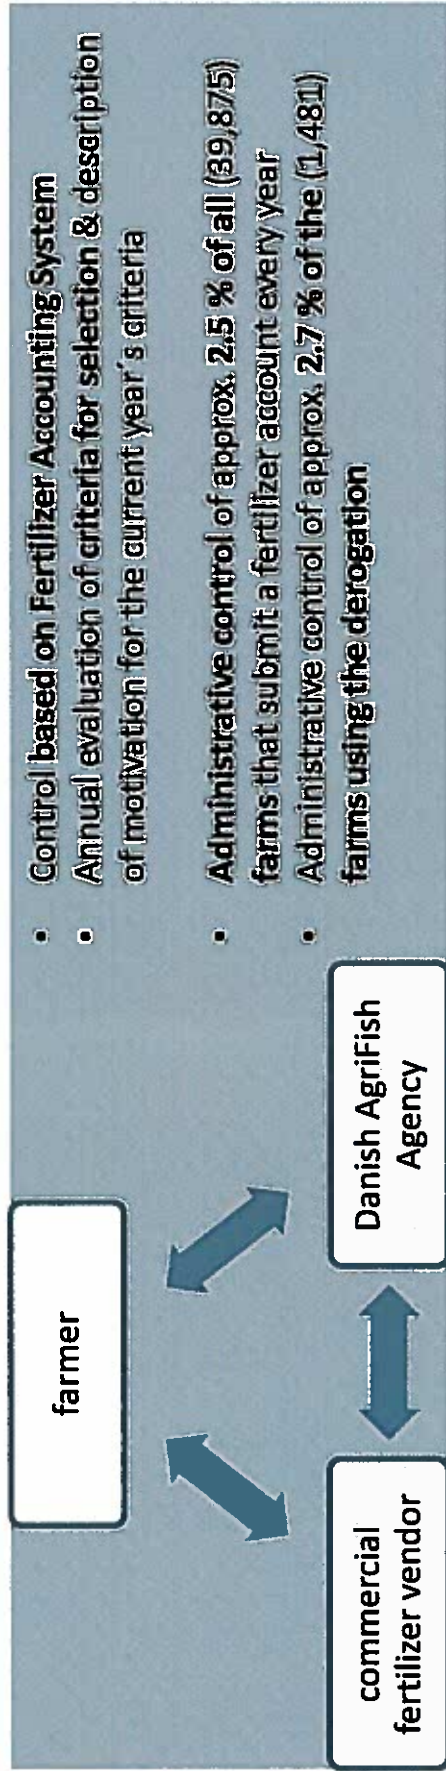 farmer
commercial
fertilizer vendor
Danish AgriFish
Agency
• Control based on Fertilizer Accounting System
• Annual evaluation of criteria for selection & description
of motivation for the current year´s criteria
• Administrative control of approx. 2.5 % of all (39,875)
farms that submit a fertilizer account every year
• Administrative control of approx. 2.7 % of the (1,481)
farms using the derogation